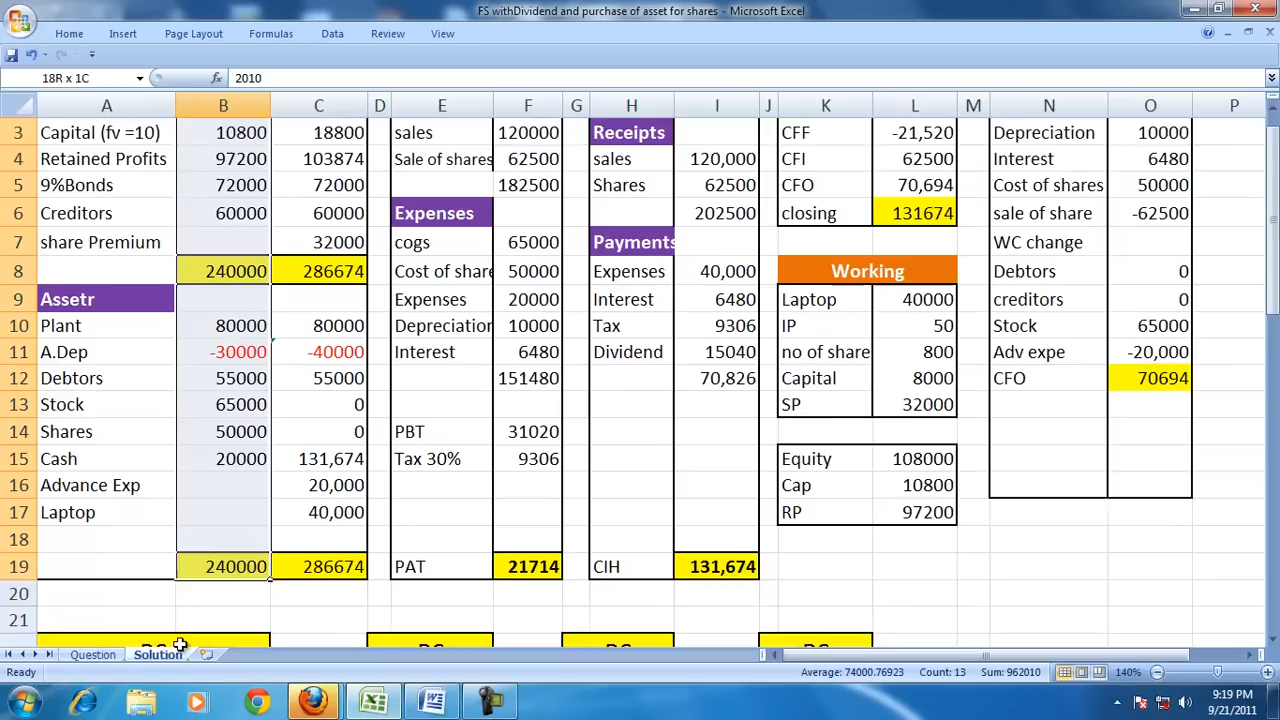 FS withDividend and purchase of asset for shares - Microsoft Excel
Home Insert Page Layout Formulas Data Review View
18R x 1C fx 2010
A B C D E F G H I J K L M N O P
3 Capital (fv =10) 10800 18800 sales 120000 Receipts CFF -21,520 Depreciation 10000
4 Retained Profits 97200 103874 Sale of shares 62500 sales 120,000 CFI 62500 Interest 6480
5 9%Bonds 72000 72000 182500 Shares 62500 CFO 70,694 Cost of shares 50000
6 Creditors 60000 60000 Expenses 202500 closing 131674 sale of share -62500
7 share Premium 32000 cogs 65000 Payments WC change
8 240000 286674 Cost of share 50000 Expenses 40,000 Working Debtors 0
9 Assetr Expenses 20000 Interest 6480 Laptop 40000 creditors 0
10 Plant 80000 80000 Depreciation 10000 Tax 9306 IP 50 Stock 65000
11 A.Dep -30000 -40000 Interest 6480 Dividend 15040 no of share 800 Adv expe -20,000
12 Debtors 55000 55000 151480 70,826 Capital 8000 CFO 70694
13 Stock 65000 0 SP 32000
14 Shares 50000 0 PBT 31020
15 Cash 20000 131,674 Tax 30% 9306 Equity 108000
16 Advance Exp 20,000 Cap 10800
17 Laptop 40,000 RP 97200
18
19 240000 286674 PAT 21714 CIH 131,674
20
21
Question Solution
Ready Average: 74000.76923 Count: 13 Sum: 962010 140%
9:19 PM
9/21/2011